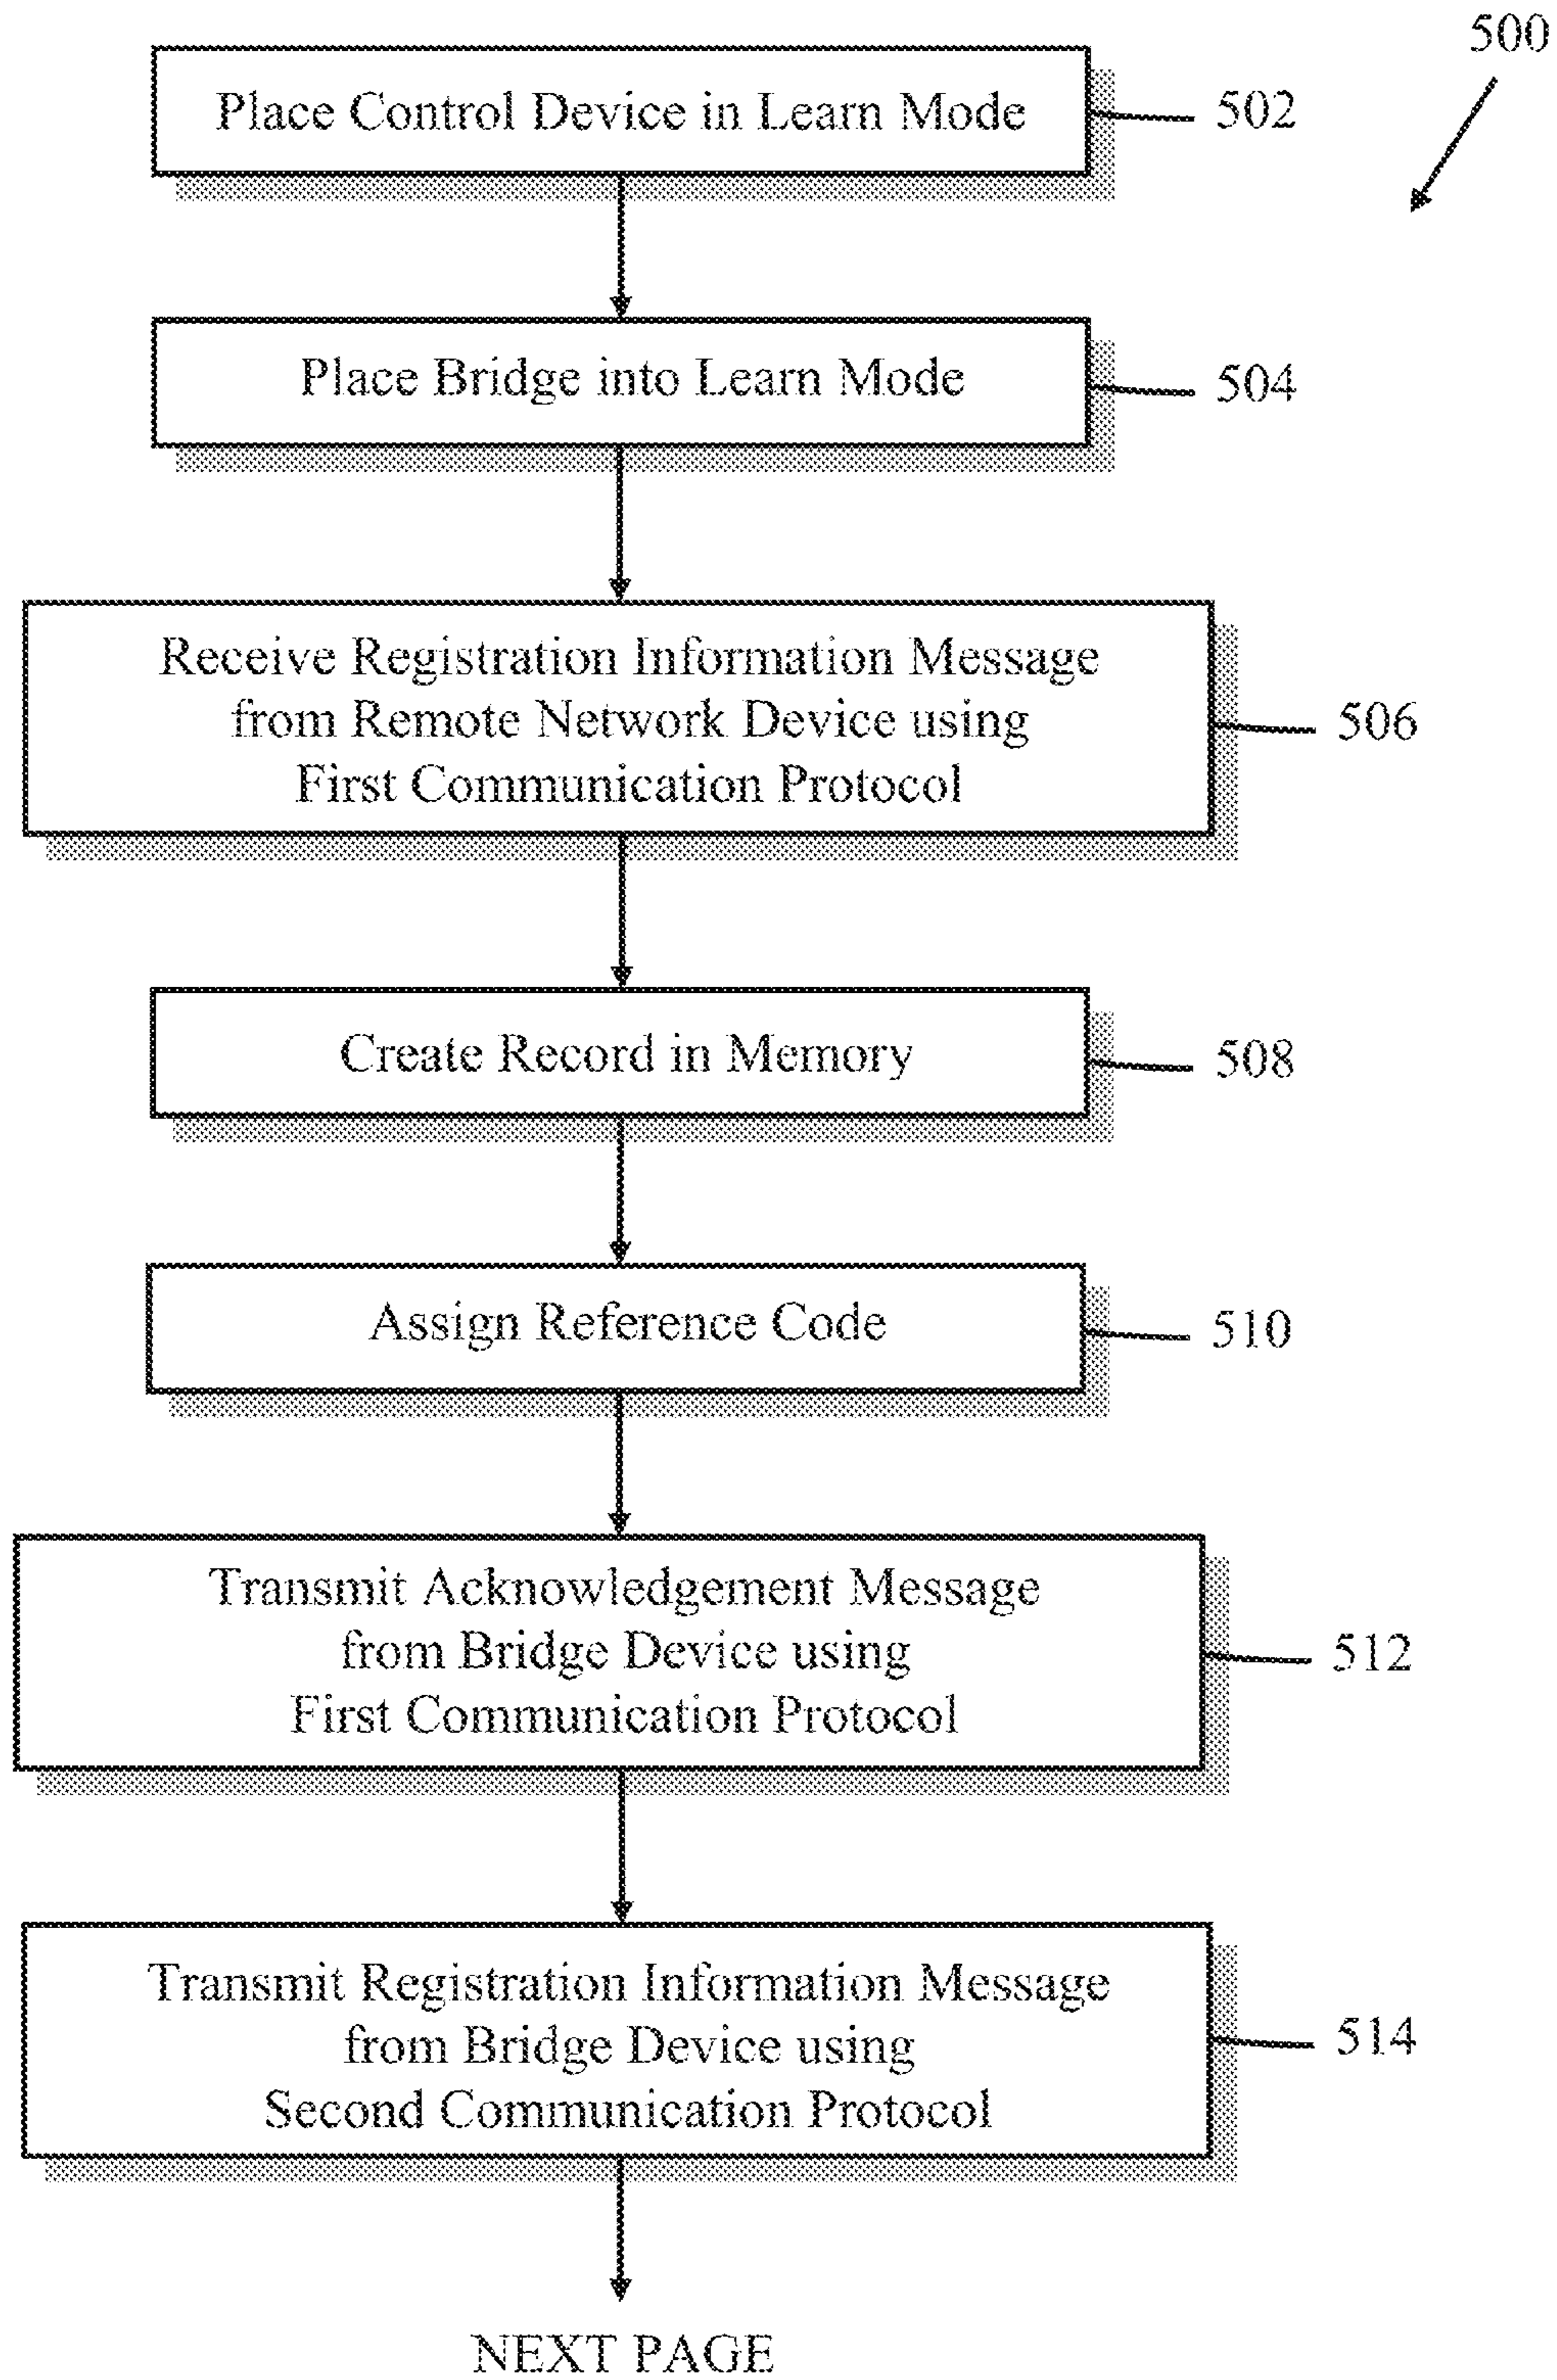 500
Place Control Device in Learn Mode
502
Place Bridge into Learn Mode
504
Receive Registration Information Message
from Remote Network Device using
First Communication Protocol
506
Create Record in Memory
508
Assign Reference Code
510
Transmit Acknowledgement Message
from Bridge Device using
First Communication Protocol
512
Transmit Registration Information Message
from Bridge Device using
Second Communication Protocol
514
NEXT PAGE